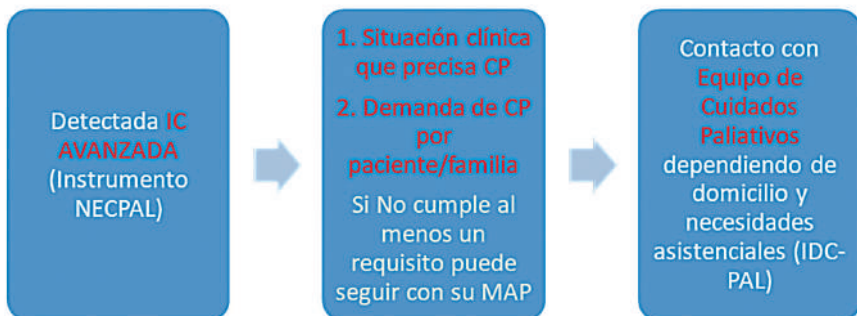 Detectada IC
AVANZADA
(Instrumento
NECPAL)
1. Situación clínica
que precisa CP
2. Demanda de CP
por
paciente/familia
Si No cumple al
menos un
requisito puede
seguir con su MAP
Contacto con
Equipo de
Cuidados
Paliativos
dependiendo de
domicilio y
necesidades
asistenciales (IDC-
PAL)